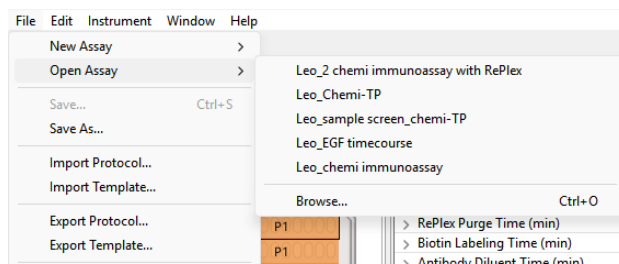 File Edit Instrument Window Help
New Assay >
Open Assay >
Leo_2 chemi immunoassay with RePlex
Leo_Chemi-TP
Save... Ctrl+S
Leo_sample screen_chemi-TP
Save As...
Leo_EGF timecourse
Import Protocol...
Leo_chemi immunoassay
Import Template...
Browse... Ctrl+O
Export Protocol...
P1
> RePlex Purge Time (min)
Export Template...
P1
> Biotin Labeling Time (min)
> Antibody Diluent Time (min)